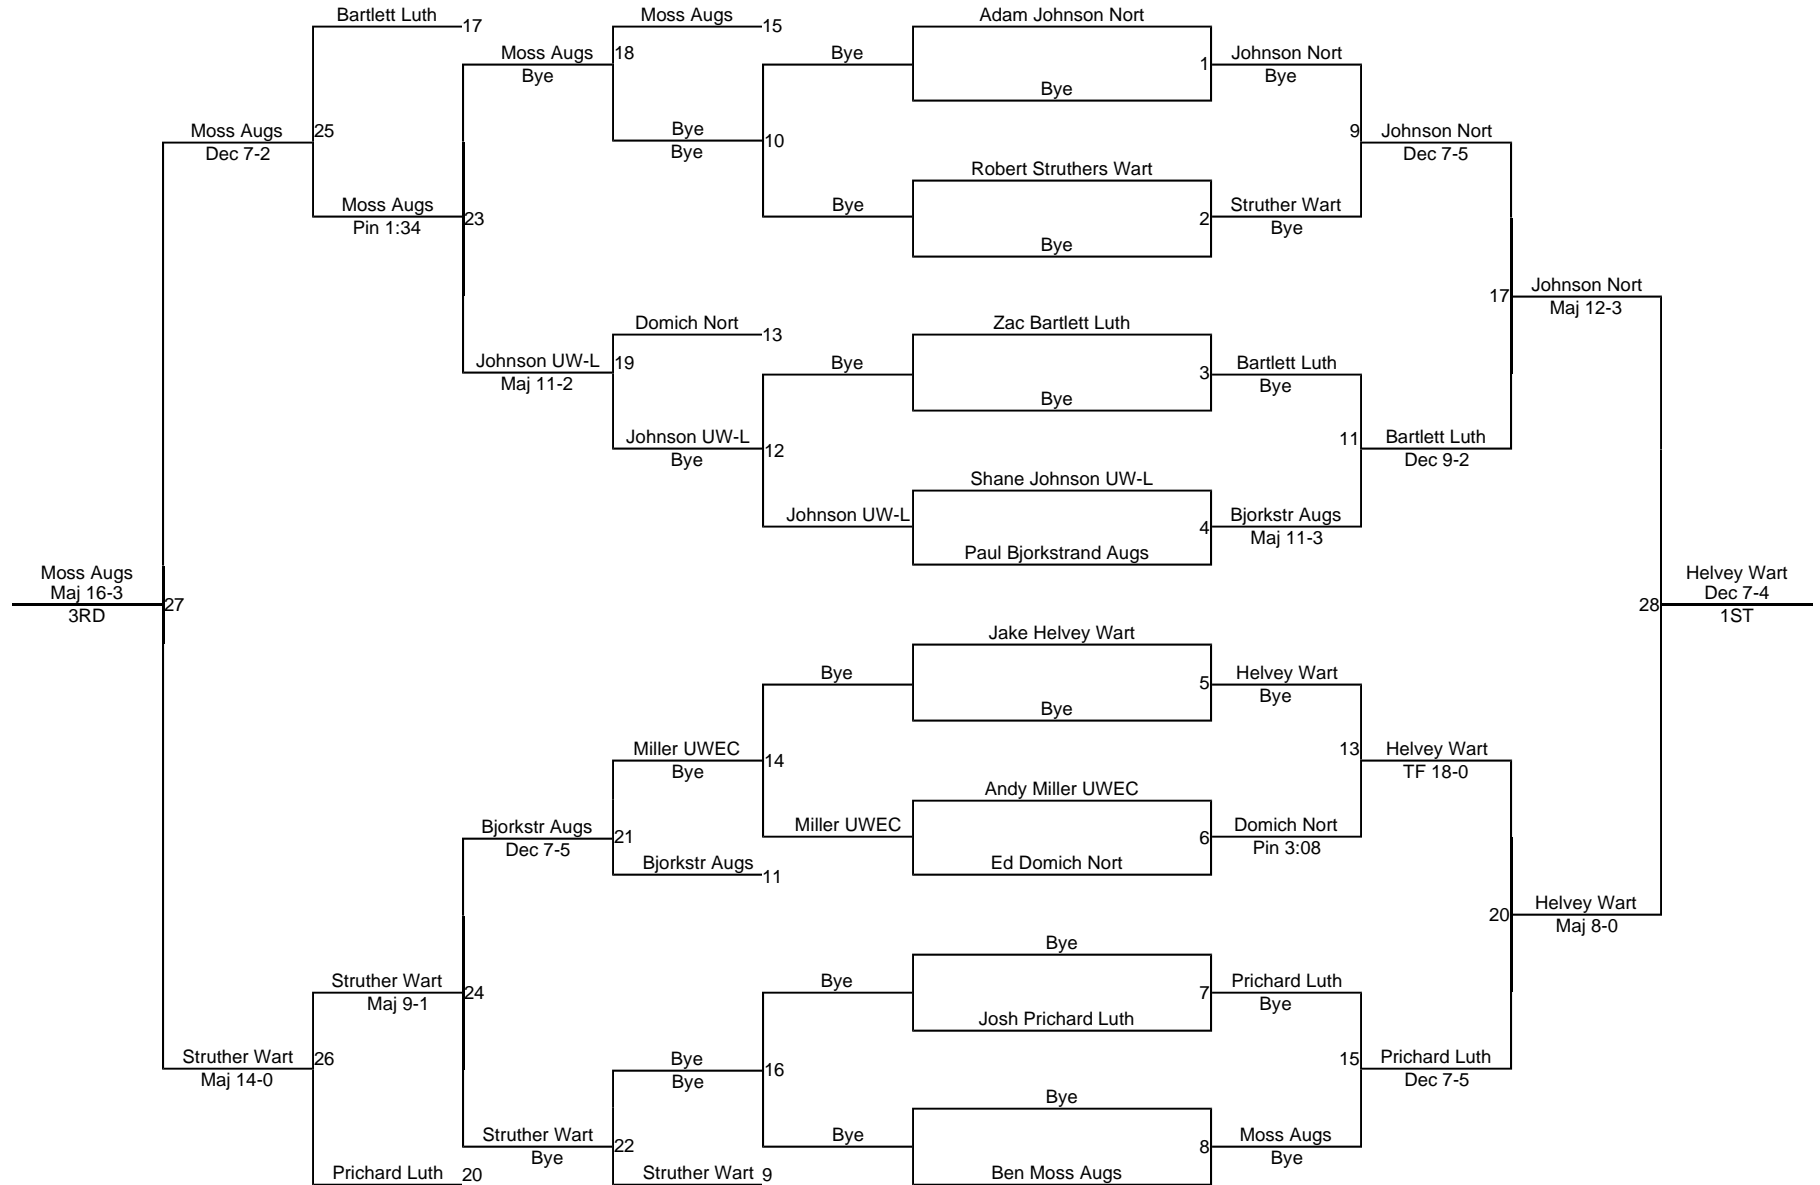 Bartlett Luth
17
Moss Augs
15
Adam Johnson Nort
Moss Augs
Bye
18
Bye
1
Johnson Nort
Bye
Bye
Moss Augs
Dec 7-2
25
Bye
Bye
10
9
Johnson Nort
Dec 7-5
Robert Struthers Wart
Moss Augs
Pin 1:34
23
Bye
2
Struther Wart
Bye
Bye
17
Johnson Nort
Maj 12-3
Domich Nort
13
Zac Bartlett Luth
Johnson UW-L
Maj 11-2
19
Bye
3
Bartlett Luth
Bye
Bye
Johnson UW-L
Bye
12
11
Bartlett Luth
Dec 9-2
Shane Johnson UW-L
Johnson UW-L
4
Bjorkstr Augs
Maj 11-3
Paul Bjorkstrand Augs
Moss Augs
Maj 16-3
3RD
27
28
Helvey Wart
Dec 7-4
1ST
Jake Helvey Wart
Bye
5
Helvey Wart
Bye
Bye
Miller UWEC
Bye
14
13
Helvey Wart
TF 18-0
Andy Miller UWEC
Bjorkstr Augs
Dec 7-5
21
Miller UWEC
6
Domich Nort
Pin 3:08
Bjorkstr Augs
11
Ed Domich Nort
20
Helvey Wart
Maj 8-0
Bye
Struther Wart
Maj 9-1
24
Bye
7
Prichard Luth
Bye
Josh Prichard Luth
Struther Wart
Maj 14-0
26
Bye
Bye
16
15
Prichard Luth
Dec 7-5
Bye
Struther Wart
Bye
22
Bye
8
Moss Augs
Bye
Prichard Luth
20
Struther Wart
9
Ben Moss Augs